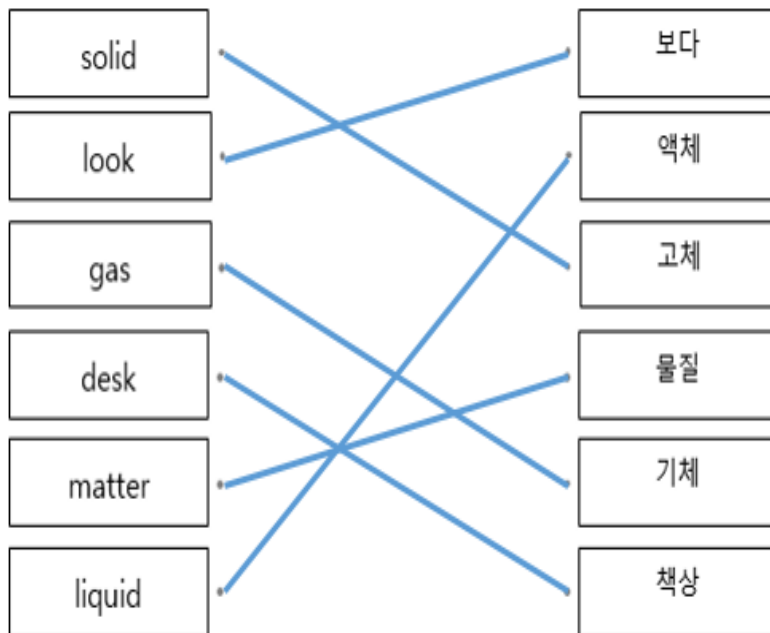 solid
보다
look
액체
gas
고체
desk
물질
matter
기체
liquid
책상